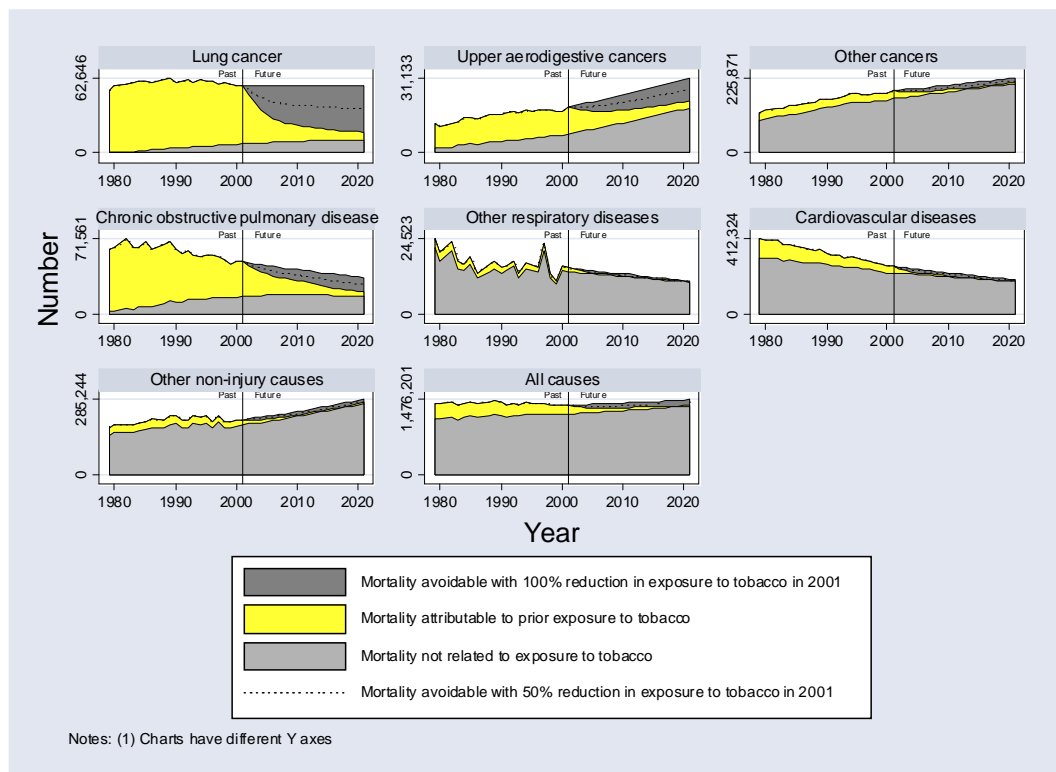 Lung cancer
Upper aerodigestive cancers
Other cancers
Past Future
Past Future
Past Future
62,646
0
31,133
0
225,871
0
1980 1990 2000 2010 2020
1980 1990 2000 2010 2020
1980 1990 2000 2010 2020
Chronic obstructive pulmonary disease
Other respiratory diseases
Cardiovascular diseases
Past Future
Past Future
Past Future
71,561
0
24,523
0
412,324
0
1980 1990 2000 2010 2020
1980 1990 2000 2010 2020
1980 1990 2000 2010 2020
Number
Other non-injury causes
All causes
Past Future
Past Future
285,244
0
1,476,201
0
1980 1990 2000 2010 2020
1980 1990 2000 2010 2020
Year
Mortality avoidable with 100% reduction in exposure to tobacco in 2001
Mortality attributable to prior exposure to tobacco
Mortality not related to exposure to tobacco
Mortality avoidable with 50% reduction in exposure to tobacco in 2001
Notes: (1) Charts have different Y axes